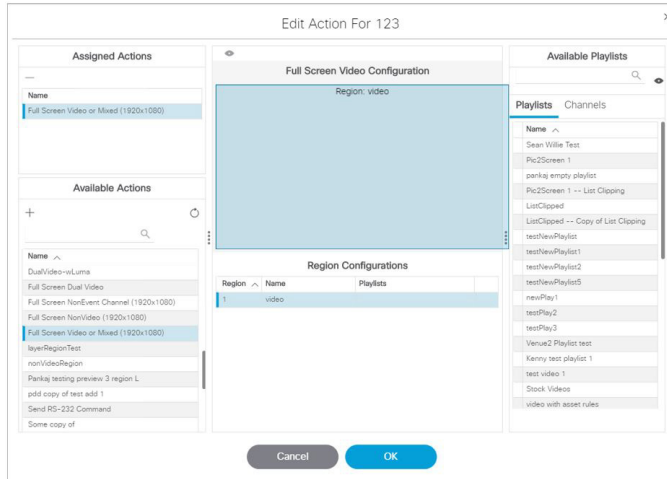 Edit Action For 123
Assigned Actions
Name
Full Screen Video or Mixed (1920x1080)
Available Actions
Name
DualVideo-wLuma
Full Screen Dual Video
Full Screen NonEvent Channel (1920x1080)
Full Screen NonVideo (1920x1080)
Full Screen Video or Mixed (1920x1080)
layerRegionTest
nonVideoRegion
Pankaj testing preview 3 region L
pdd copy of test add 1
Send RS-232 Command
Some copy of
Full Screen Video Configuration
Region: video
Region Configurations
Region Name Playlists
1 video
Available Playlists
Playlists Channels
Name
Sean Willie Test
Pic2Screen 1
pankaj empty playlist
Pic2Screen 1 -- List Clipping
ListClipped
ListClipped -- Copy of List Clipping
testNewPlaylist
testNewPlaylist1
testNewPlaylist2
testNewPlaylist5
newPlay1
testPlay2
testPlay3
Venue2 Playlist test
Kenny test playlist 1
test video 1
Stock Videos
video with asset rules
Cancel OK